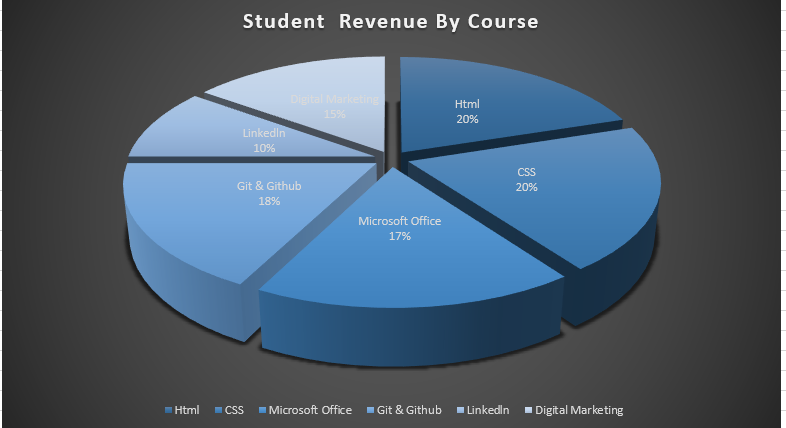 Student  Revenue By Course
Html
20%
CSS
20%
Microsoft Office
17%
Git & Github
18%
LinkedIn
10%
Digital Marketing
15%
Html CSS Microsoft Office Git & Github LinkedIn Digital Marketing